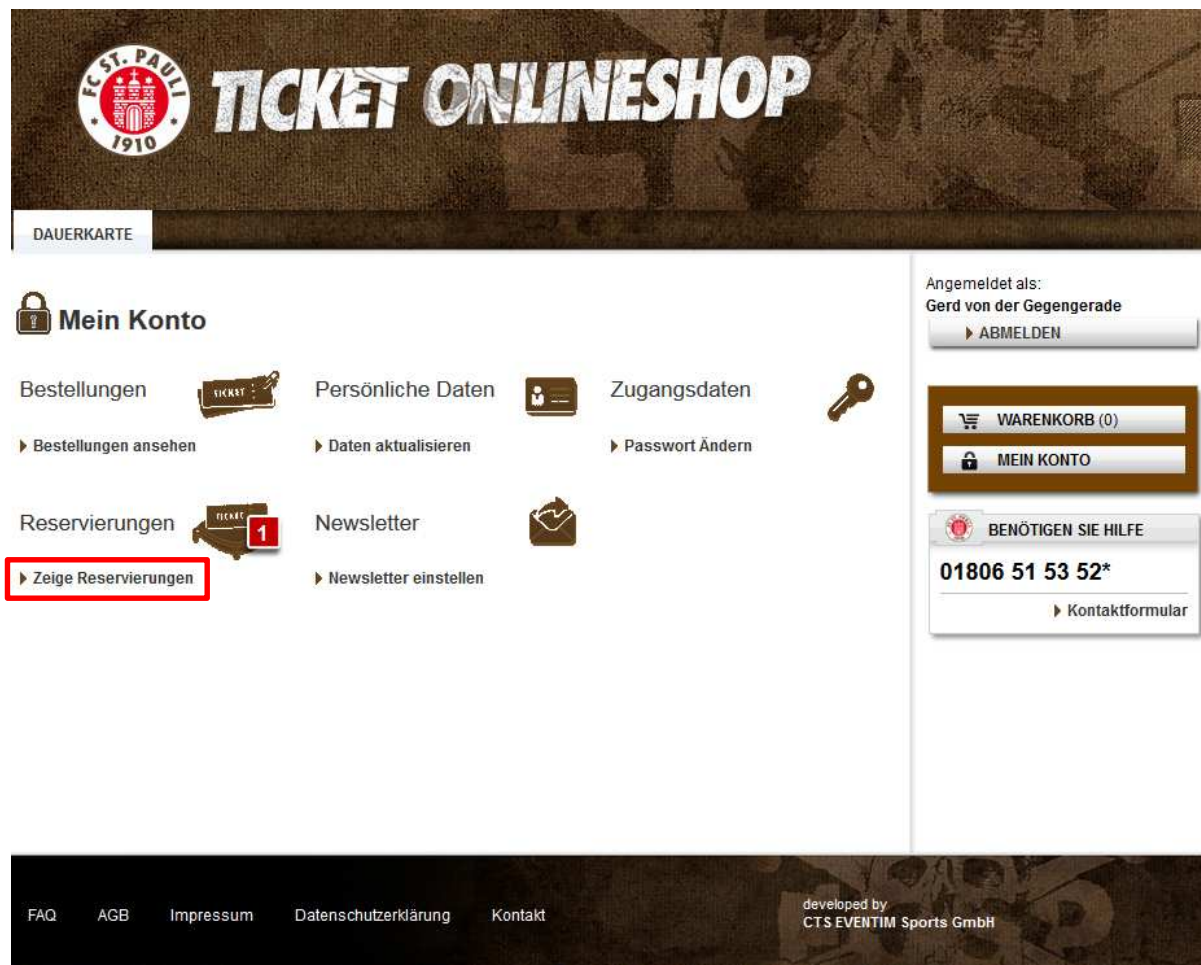 FC ST. PAULI
1910
TICKET ONLINESHOP
DAUERKARTE
Mein Konto
Bestellungen
TICKET
Bestellungen ansehen
Persönliche Daten
Daten aktualisieren
Zugangsdaten
Passwort Ändern
Reservierungen
TICKET
1
Zeige Reservierungen
Newsletter
Newsletter einstellen
Angemeldet als:
Gerd von der Gegengerade
ABMELDEN
WARENKORB (0)
MEIN KONTO
BENÖTIGEN SIE HILFE
01806 51 53 52*
Kontaktformular
FAQ AGB Impressum Datenschutzerklärung Kontakt
developed by
CTS EVENTIM Sports GmbH